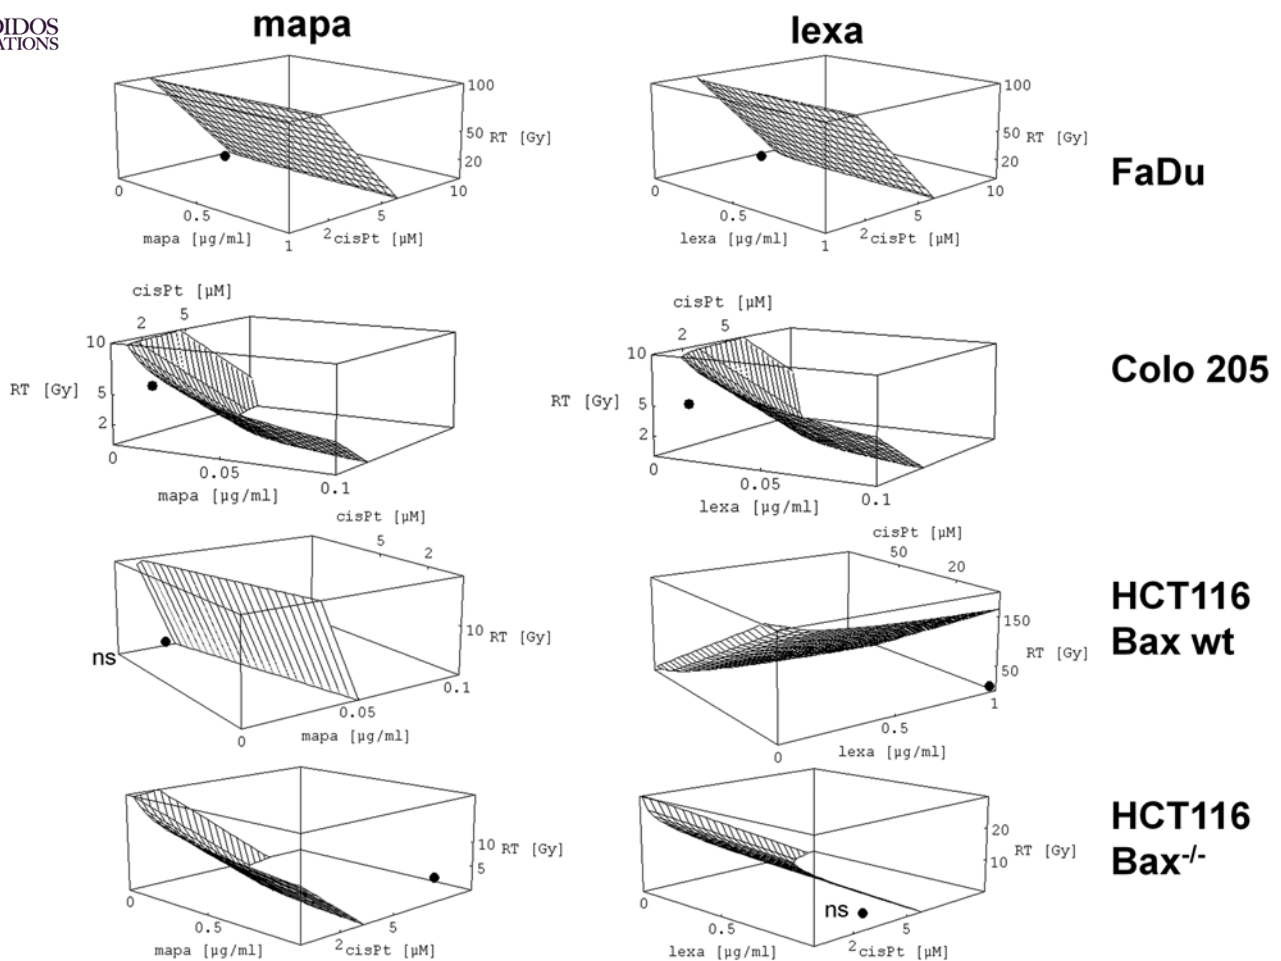 DIDOS
ATIONS
mapa
lexa
100
50 RT [Gy]
20
0
10
0.5
5
mapa [µg/ml]
2 cisPt [µM]
1
100
50 RT [Gy]
20
0
10
0.5
5
lexa [µg/ml]
2 cisPt [µM]
1
FaDu
cisPt [µM]
2
5
10
RT [Gy] 5
2
0
0.05
0.1
mapa [µg/ml]
cisPt [µM]
2
5
10
RT [Gy] 5
2
0
0.05
0.1
lexa [µg/ml]
Colo 205
cisPt [µM]
5
2
10 RT [Gy]
ns
0.1
0.05
0
mapa [µg/ml]
cisPt [µM]
50
20
150
RT [Gy]
50
1
0.5
0
lexa [µg/ml]
HCT116
Bax wt
10
RT [Gy]
5
0
0.5
5
mapa [µg/ml]
2 cisPt [µM]
20
RT [Gy]
10
0
ns
0.5
5
lexa [µg/ml]
2 cisPt [µM]
HCT116
Bax-/-